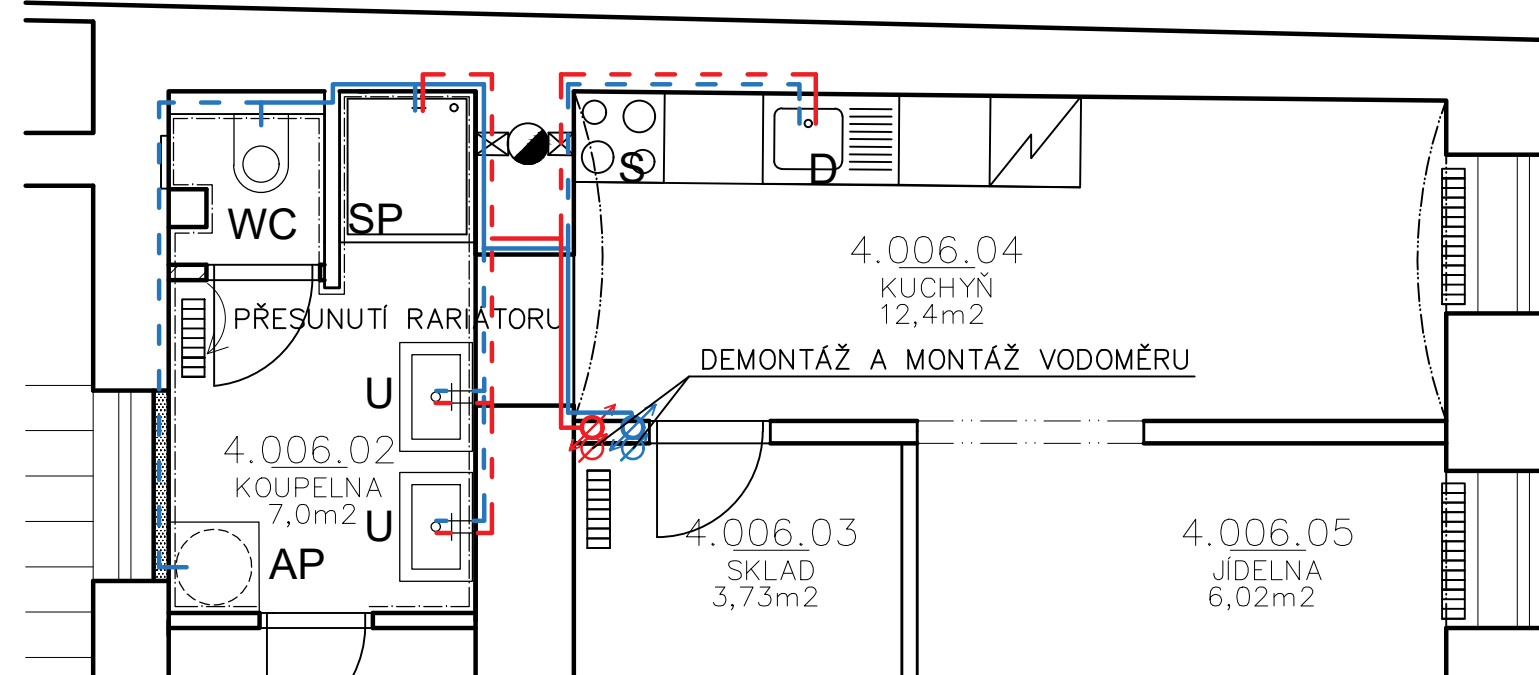 S
D
WC
SP
4.006.04
KUCHYŇ
12,4m2
PŘESUNUTÍ RARIÁTORU
DEMONTÁŽ A MONTÁŽ VODOMĚRU
U
4.006.02
KOUPELNA
7,0m2
U
AP
4.006.03
SKLAD
3,73m2
4.006.05
JÍDELNA
6,02m2